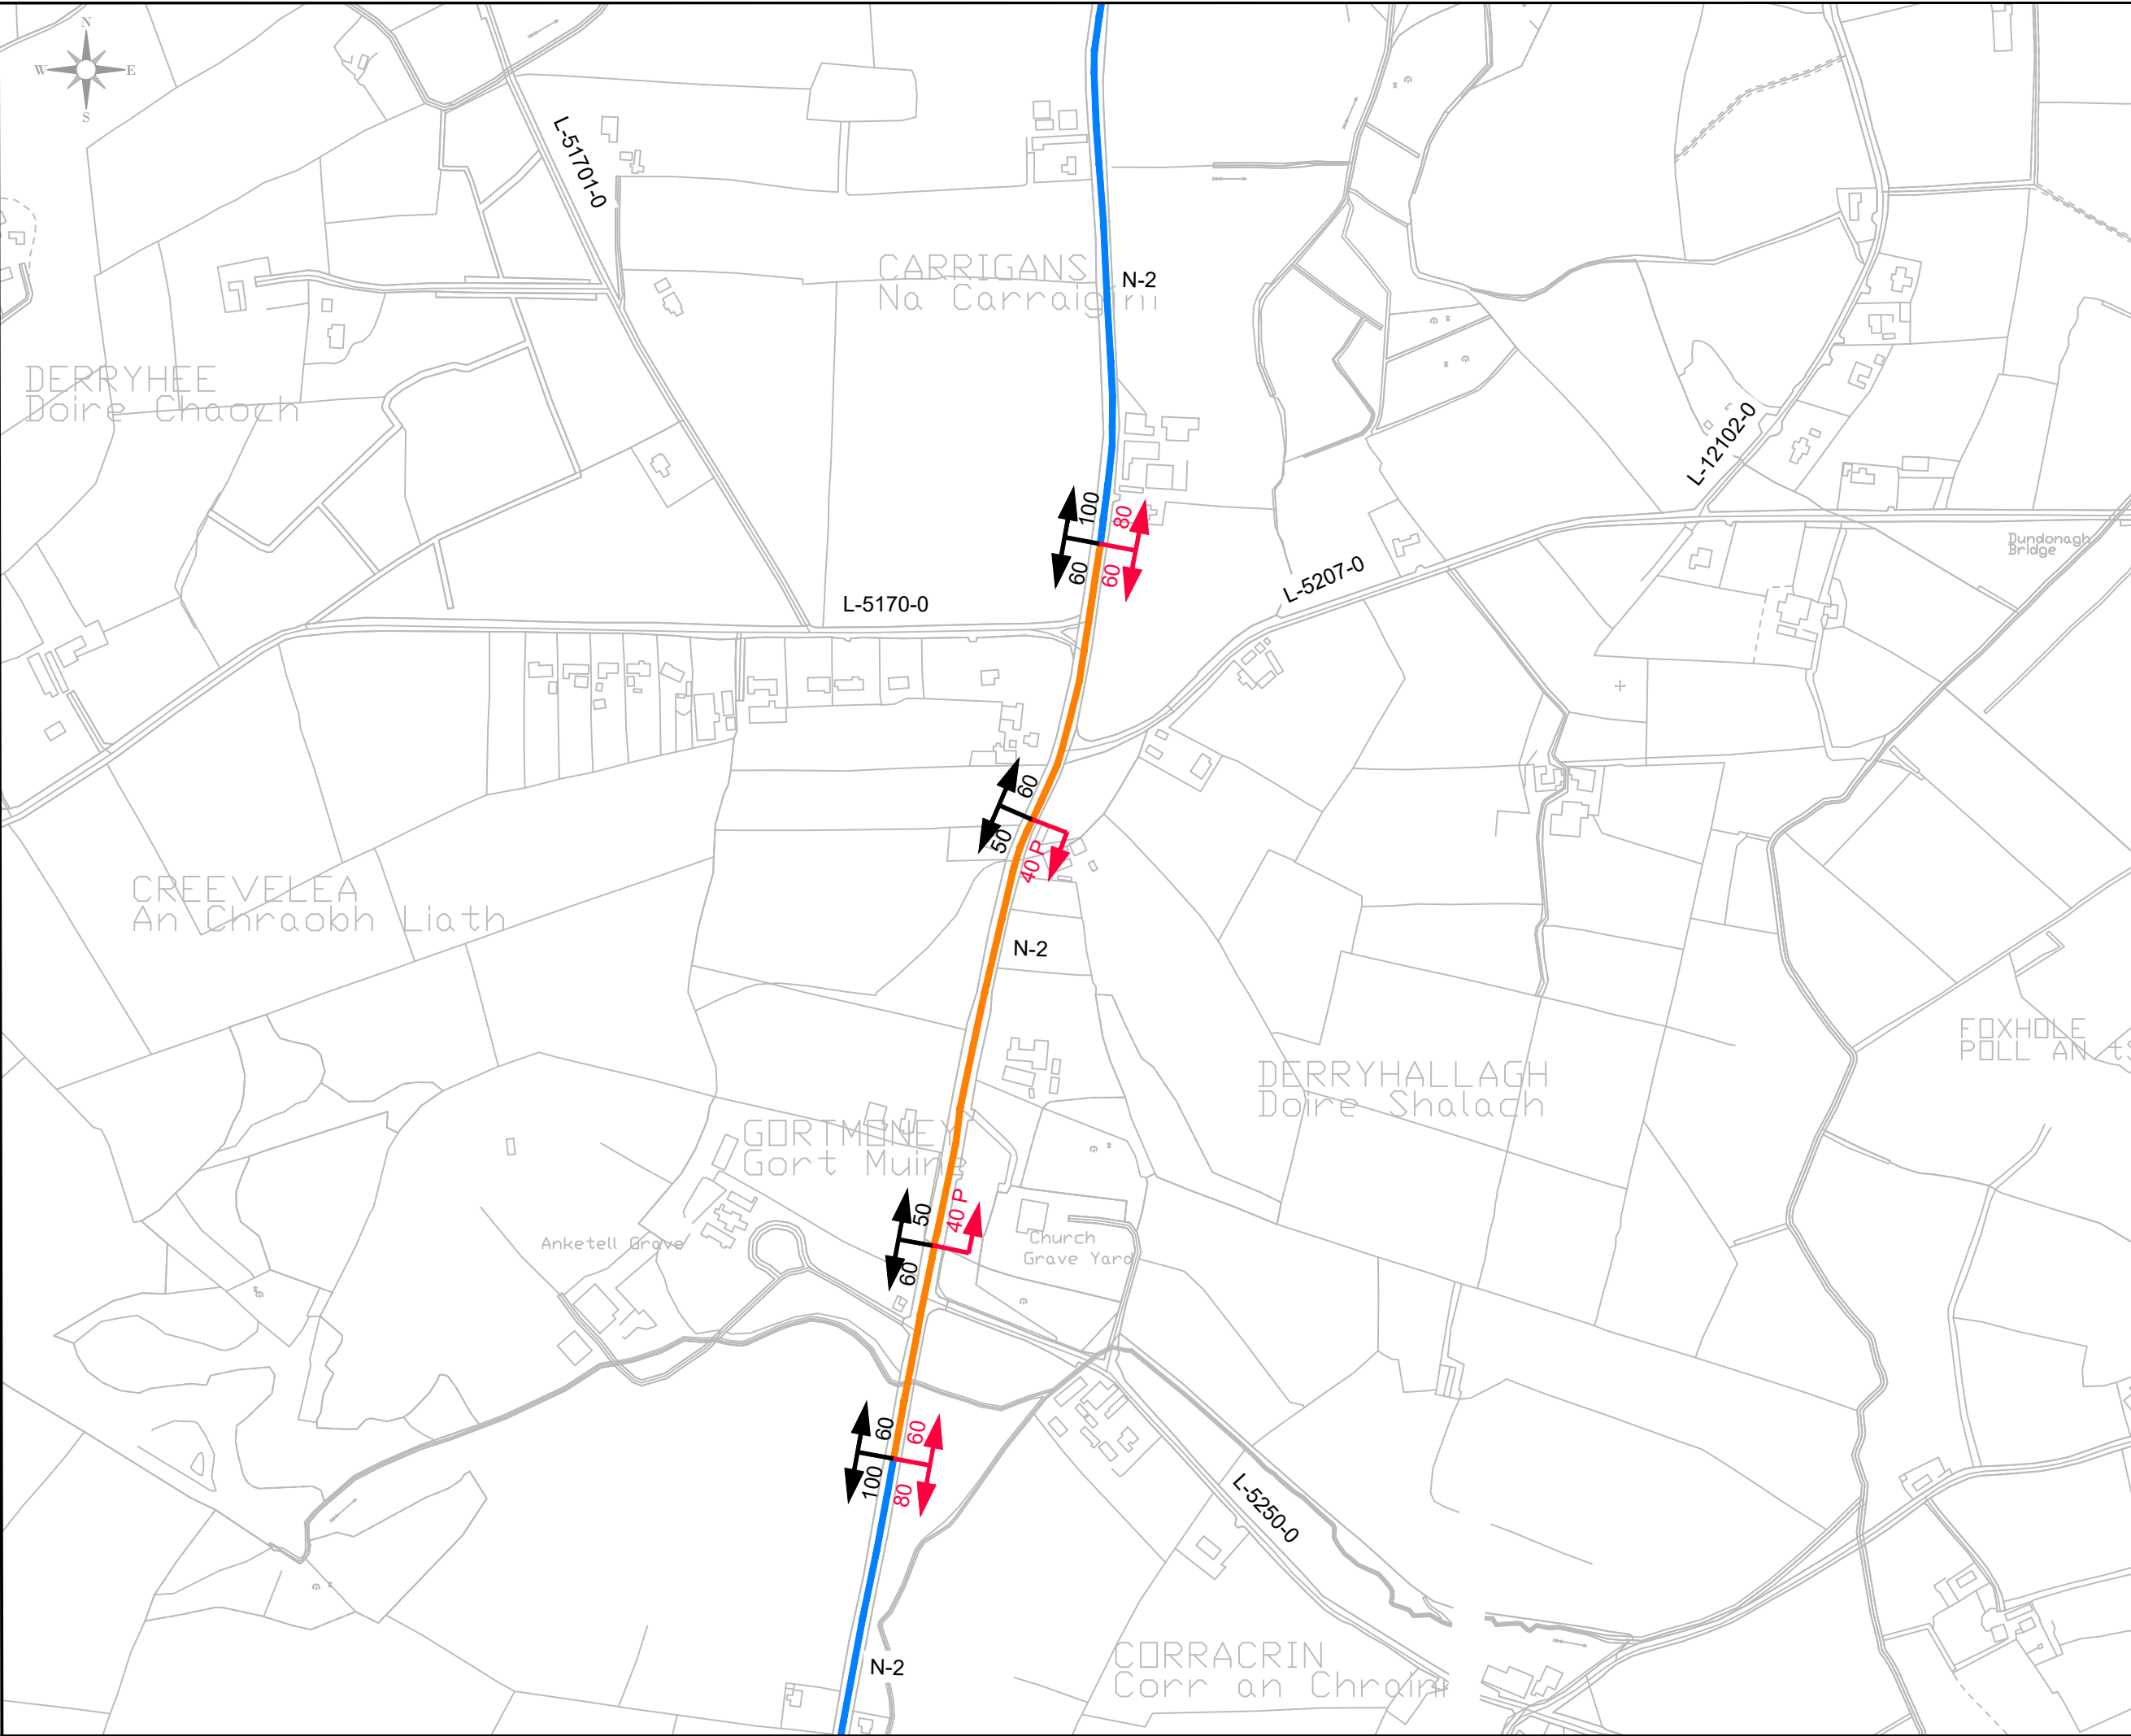 N
W E
S
L-51701-0
CARRIGANS
N-2
DERRYHEE
Doire Chaoch
L-12102-0
100
80
60
60
Dundonagh
Bridge
L-5207-0
L-5170-0
60
50
40 P
CREEVELEA
An Chraobh Liath
N-2
FOXHOLE
POLL AN
DERRYHALLAGH
Doire Shalach
GORTMONEY
Gort Muine
50
40 P
60
Anketell Grove
Church
Grave Yard
60
60
100
80
L-5250-0
CORRACRIN
Corr an Chrainn
N-2